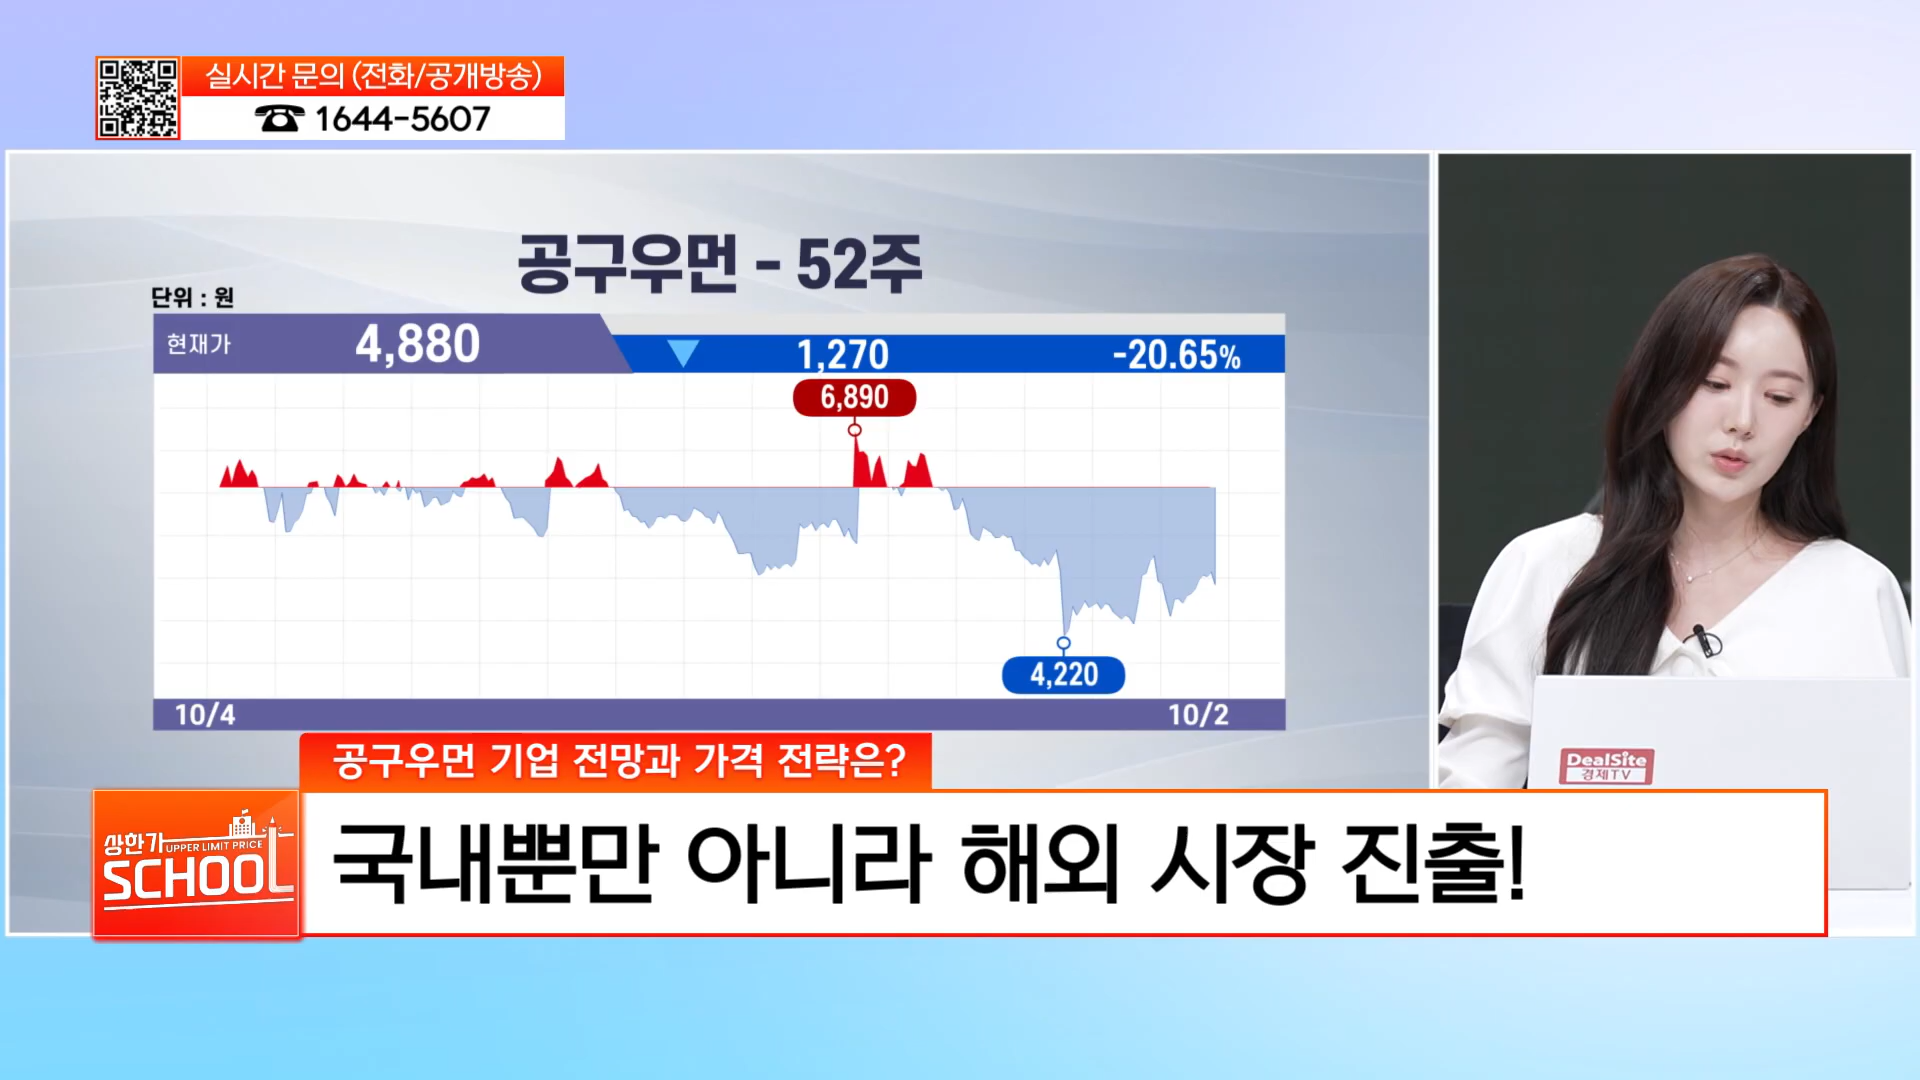 실시간 문의 (전화/공개방송)
☎ 1644-5607
공구우먼 - 52주
단위 : 원
현재가 4,880 ▼ 1,270 -20.65%
6,890
4,220
10/4 10/2
DealSite
경제TV
공구우먼 기업 전망과 가격 전략은?
상한가 UPPER LIMIT PRICE
SCHOOL
국내뿐만 아니라 해외 시장 진출!